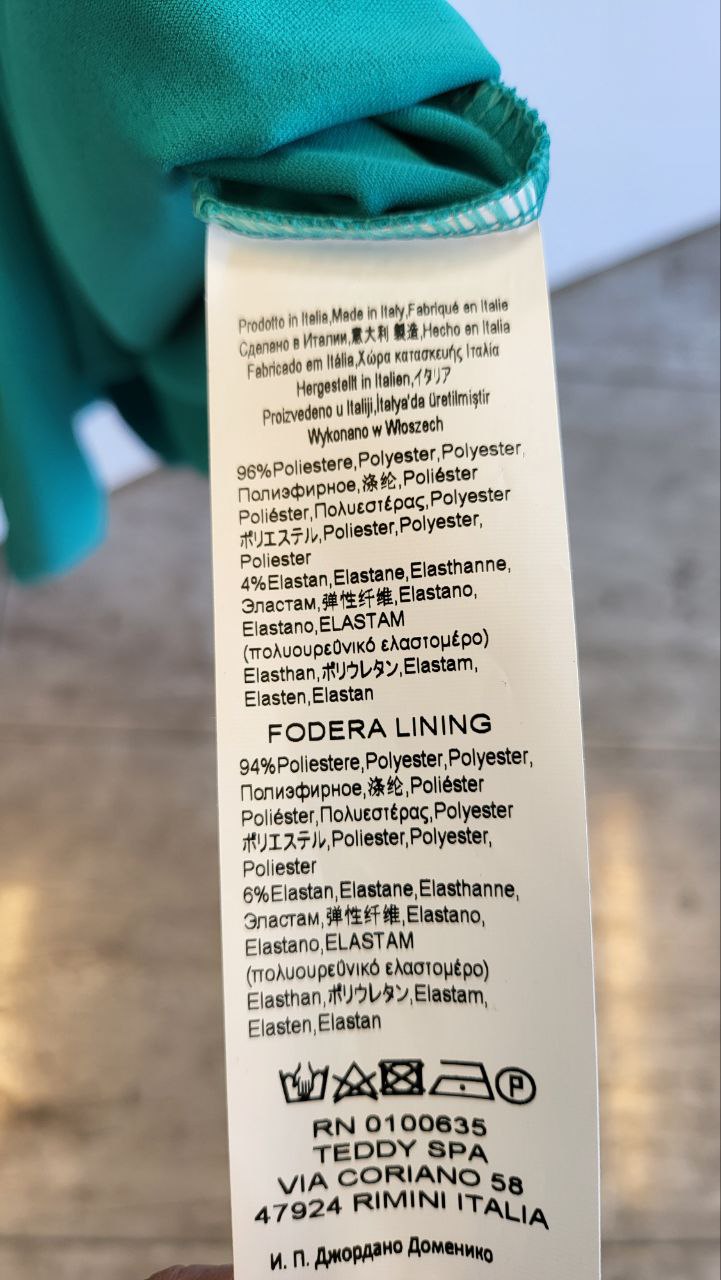 Prodotto in Italia,Made in Italy,Fabriqué en Italie
Сделано в Италии,意大利 製造,Hecho en Italia
Fabricado em Itália,Χώρα κατασκευής Ιταλία
Hergestellt in Italien,イタリア
Proizvedeno u Italiji,İtalya'da üretilmiştir
Wykonano w Włoszech
96%Poliestere,Polyester,Polyester,
Полиэфирное,涤纶,Poliéster
Poliéster,Πολυεστέρας,Polyester
ポリエステル,Poliester,Polyester,
Poliester
4%Elastan,Elastane,Elasthanne,
Эластам,弹性纤维,Elastano,
Elastano,ELASTAM
(πολυουρεΰνικό ελαστομέρο)
Elasthan,ポリウレタン,Elastam,
Elasten,Elastan
FODERA LINING
94%Poliestere,Polyester,Polyester,
Полиэфирное,涤纶,Poliéster
Poliéster,Πολυεστέρας,Polyester
ポリエステル,Poliester,Polyester,
Poliester
6%Elastan,Elastane,Elasthanne,
Эластам,弹性纤维,Elastano,
Elastano,ELASTAM
(πολυουρεΰνικό ελαστομέρο)
Elasthan,ポリウレタン,Elastam,
Elasten,Elastan
P
RN 0100635
TEDDY SPA
VIA CORIANO 58
47924 RIMINI ITALIA
И. П. Джордано Доменико